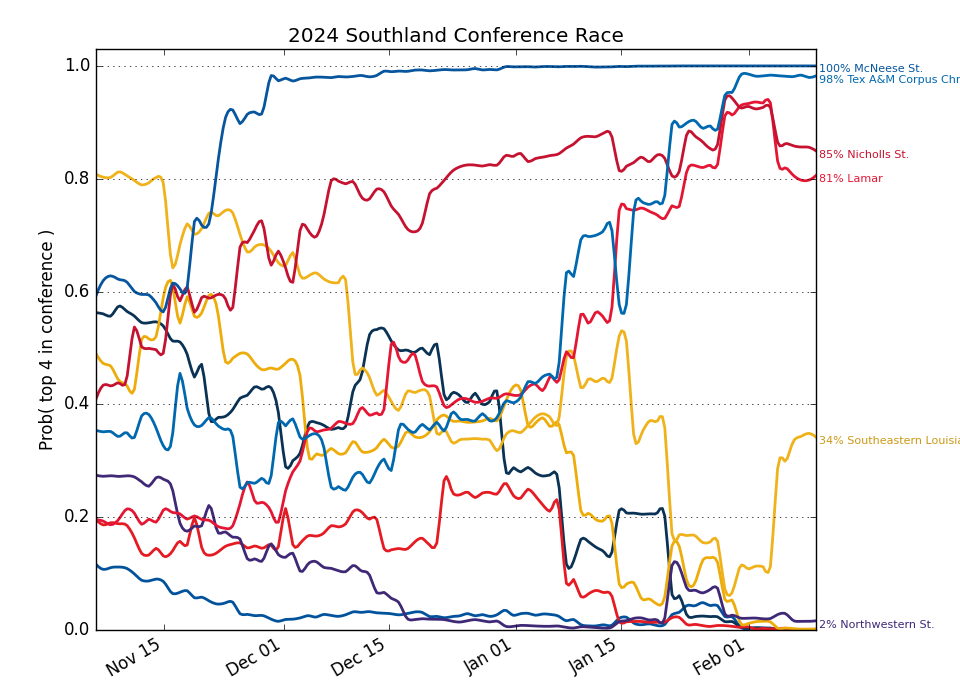 2024 Southland Conference Race
Prob( top 4 in conference )
1.0
0.8
0.6
0.4
0.2
0.0
Nov 15
Dec 01
Dec 15
Jan 01
Jan 15
Feb 01
100% McNeese St.
98% Tex A&M Corpus Chr
85% Nicholls St.
81% Lamar
34% Southeastern Louisia
2% Northwestern St.